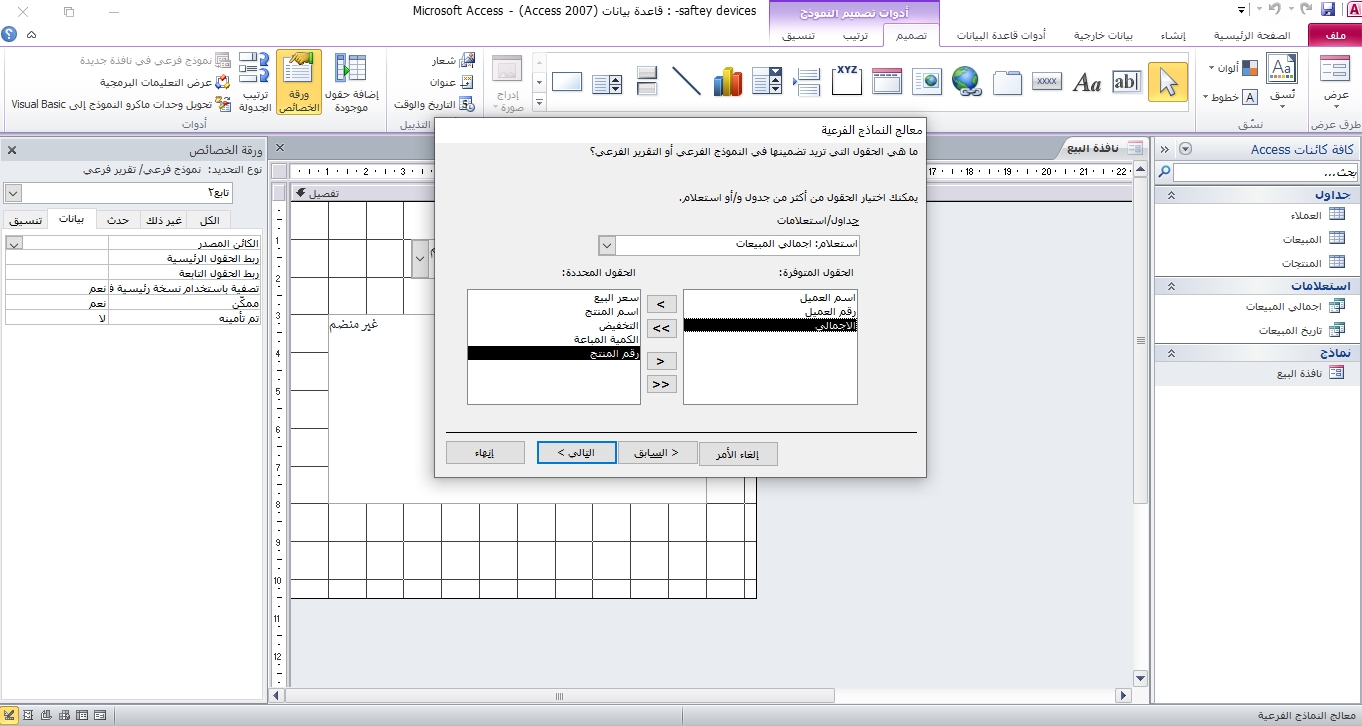 saftey devices- : قاعدة بيانات (Access 2007) - Microsoft Access
أدوات تصميم النموذج
ملف
الصفحة الرئيسية
إنشاء
بيانات خارجية
أدوات قاعدة البيانات
تصميم
ترتيب
تنسيق
عرض
طرق عرض
نُسق
ألوان
خطوط
نسّق
Aa
ab
Aa
xxxx
XYZ
إدراج صورة
شعار
عنوان
التاريخ والوقت
التذييل
إضافة حقول موجودة
ورقة الخصائص
ترتيب الجدولة
نموذج فرعي في نافذة جديدة
عرض التعليمات البرمجية
تحويل وحدات ماكرو النموذج إلى Visual Basic
أدوات
كافة كائنات Access
بحث...
جداول
العملاء
المبيعات
المنتجات
استعلامات
اجمالي المبيعات
تاريخ المبيعات
نماذج
نافذة البيع
نافذة البيع
تفصيل
غير منضم
معالج النماذج الفرعية
ما هي الحقول التي تريد تضمينها في النموذج الفرعي أو التقرير الفرعي؟
يمكنك اختيار الحقول من أكثر من جدول و/أو استعلام.
جداول/استعلامات
استعلام: اجمالي المبيعات
الحقول المتوفرة:
الحقول المحددة:
اسم العميل
رقم العميل
الاجمالي
سعر البيع
اسم المنتج
التخفيض
الكمية المباعة
رقم المنتج
إلغاء الأمر
< السابق
التالي >
إنهاء
ورقة الخصائص
نوع التحديد: نموذج فرعي/ تقرير فرعي
تابع٢
الكل
غير ذلك
حدث
بيانات
تنسيق
الكائن المصدر
ربط الحقول الرئيسية
ربط الحقول التابعة
تصفية باستخدام نسخة رئيسية ف نعم
ممكّن نعم
تم تأمينه لا
معالج النماذج الفرعية